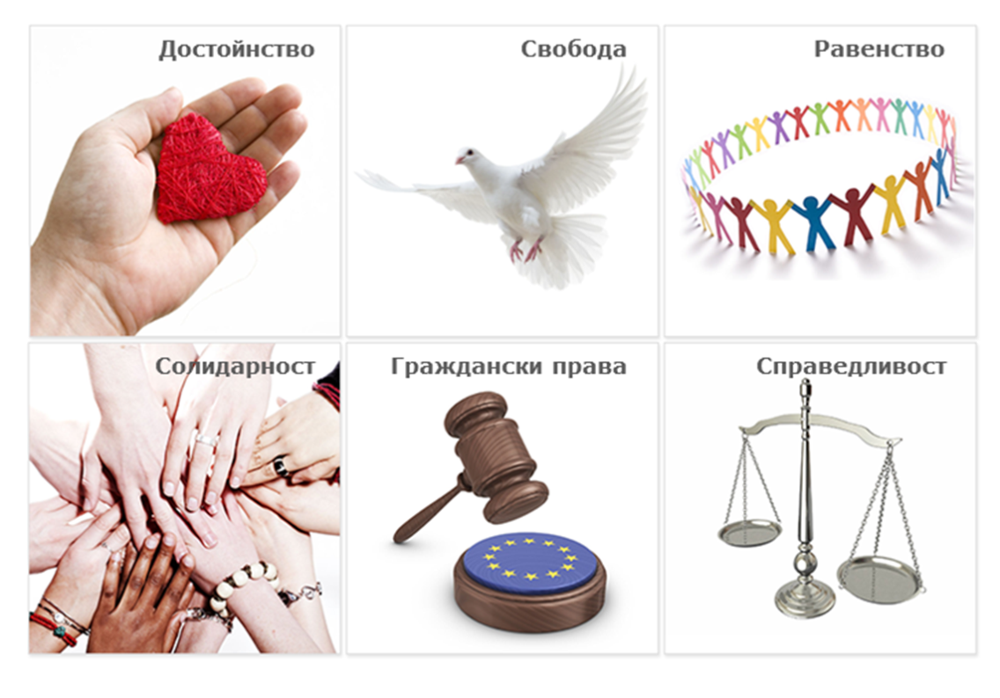 Достойнство
Свобода
Равенство
Солидарност
Граждански права
Справедливост